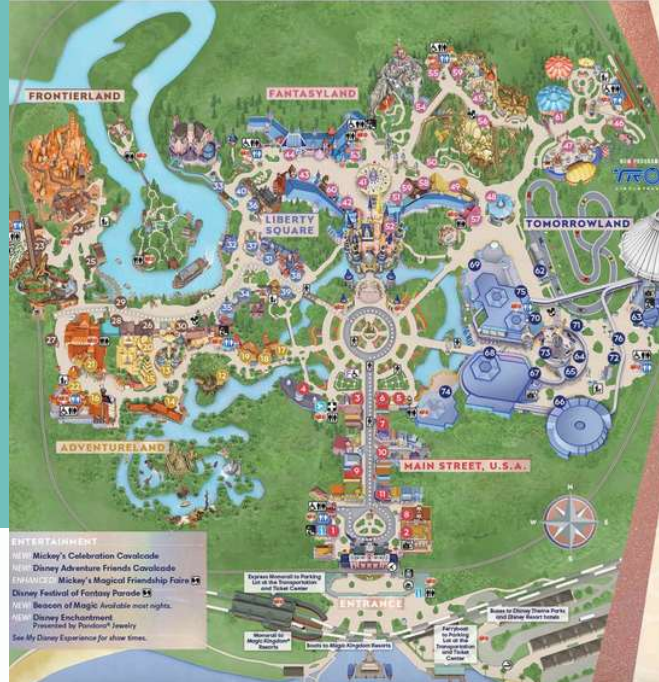 FRONTIERLAND
FANTASYLAND
LIBERTY
SQUARE
NEW PROGRAM
TRO
TOMORROWLAND
ADVENTURELAND
MAIN STREET, U.S.A.
N
W
E
S
ENTERTAINMENT
NEW! Mickey's Celebration Cavalcade
NEW! Disney Adventure Friends Cavalcade
ENHANCED! Mickey's Magical Friendship Faire
Disney Festival of Fantasy Parade
NEW! Beacon of Magic Available most nights.
NEW! Disney Enchantment
Presented by Pandora® Jewelry
See My Disney Experience for show times.
Express Monorail to Parking
Lot at the Transportation
and Ticket Center
ENTRANCE
Monorail to
Magic Kingdom®
Resorts
Boats to Magic Kingdom Resorts
Ferryboat
to Parking
Lot at the
Transportation
and Ticket
Center
Buses to Disney Theme Parks
and Disney Resort hotels